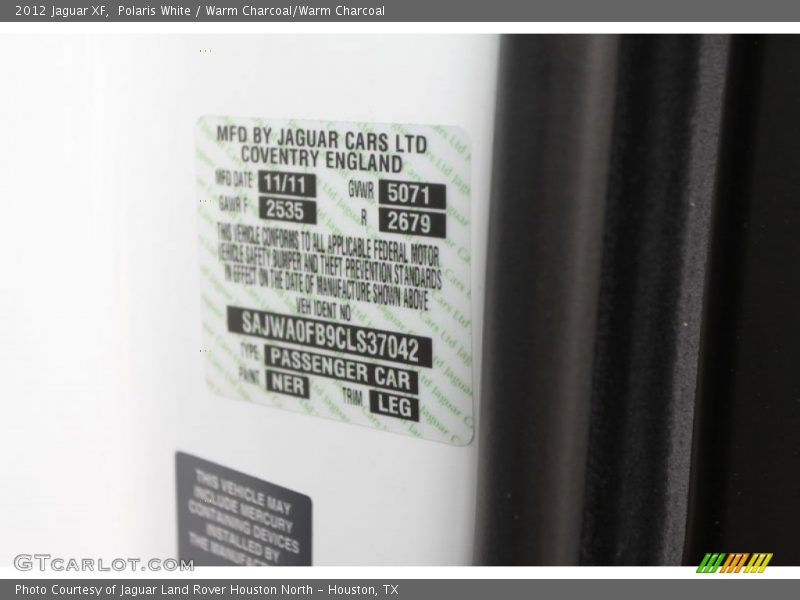 2012 Jaguar XF,  Polaris White / Warm Charcoal/Warm Charcoal
MFD BY JAGUAR CARS LTD
COVENTRY ENGLAND
MFD DATE 11/11 GVWR 5071
GAWR F 2535 R 2679
THIS VEHICLE CONFORMS TO ALL APPLICABLE FEDERAL MOTOR
VEHICLE SAFETY BUMPER AND THEFT PREVENTION STANDARDS
IN EFFECT ON THE DATE OF MANUFACTURE SHOWN ABOVE
VEH IDENT NO
SAJWA0FB9CLS37042
TYPE PASSENGER CAR
PAINT NER TRIM LEG
THIS VEHICLE MAY
INCLUDE MERCURY
CONTAINING DEVICES
INSTALLED BY
THE
GTcarlot.com
Photo Courtesy of Jaguar Land Rover Houston North - Houston, TX